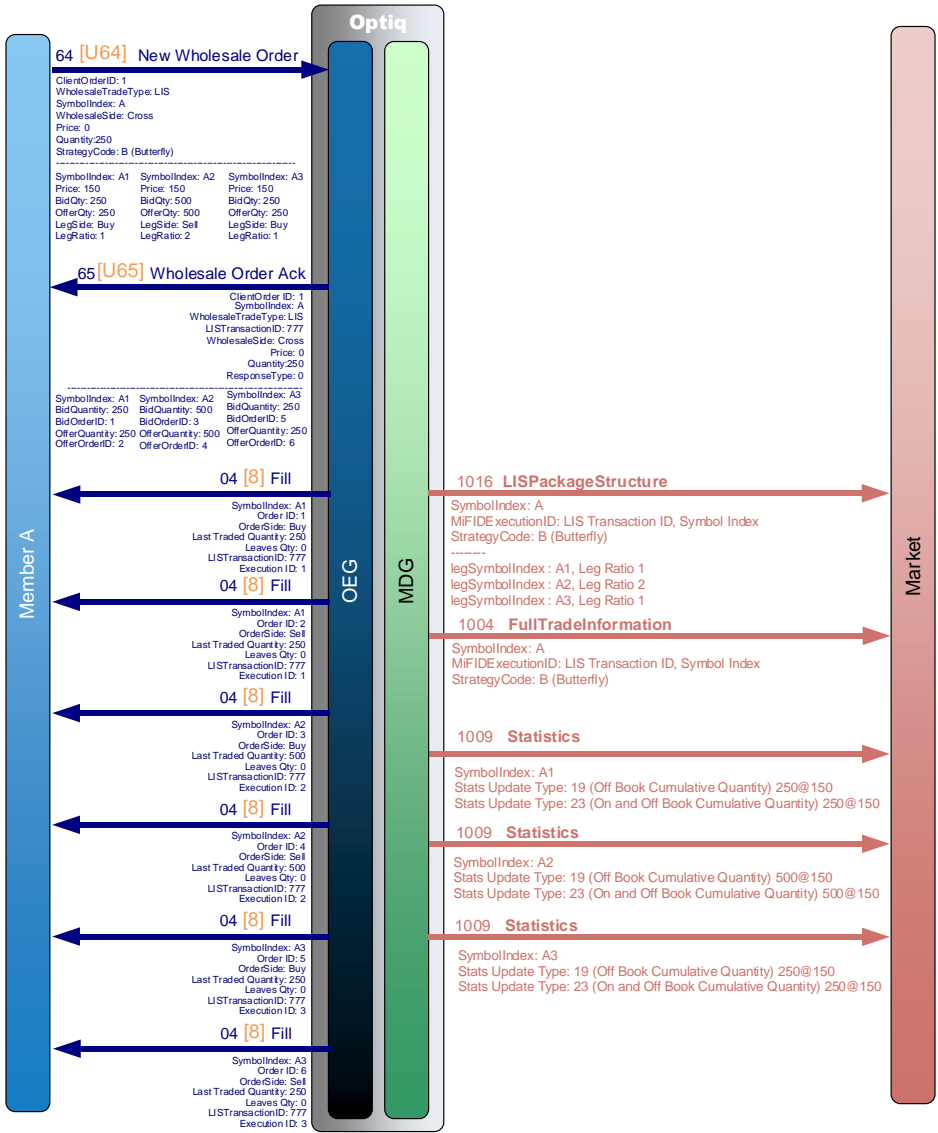 Optiq
Member A
OEG
MDG
Market
64 [U64] New Wholesale Order
ClientOrderID: 1
WholesaleTradeType: LIS
SymbolIndex: A
WholesaleSide: Cross
Price: 0
Quantity:250
StrategyCode: B (Butterfly)
--------------------------------------------------------------------------
SymbolIndex: A1 SymbolIndex: A2 SymbolIndex: A3
Price: 150 Price: 150 Price: 150
BidQty: 250 BidQty: 500 BidQty: 250
OfferQty: 250 OfferQty: 500 OfferQty: 250
LegSide: Buy LegSide: Sell LegSide: Buy
LegRatio: 1 LegRatio: 2 LegRatio: 1
65 [U65] Wholesale Order Ack
ClientOrder ID: 1
SymbolIndex: A
WholesaleTradeType: LIS
LISTransactionID: 777
WholesaleSide: Cross
Price: 0
Quantity:250
ResponseType: 0
--------------------------------------------------------------------------
SymbolIndex: A1 SymbolIndex: A2 SymbolIndex: A3
BidQuantity: 250 BidQuantity: 500 BidQuantity: 250
BidOrderID: 1 BidOrderID: 3 BidOrderID: 5
OfferQuantity: 250 OfferQuantity: 500 OfferQuantity: 250
OfferOrderID: 2 OfferOrderID: 4 OfferOrderID: 6
04 [8] Fill
SymbolIndex: A1
Order ID: 1
OrderSide: Buy
Last Traded Quantity: 250
Leaves Qty: 0
LISTransactionID: 777
Execution ID: 1
04 [8] Fill
SymbolIndex: A1
Order ID: 2
OrderSide: Sell
Last Traded Quantity: 250
Leaves Qty: 0
LISTransactionID: 777
Execution ID: 1
04 [8] Fill
SymbolIndex: A2
Order ID: 3
OrderSide: Buy
Last Traded Quantity: 500
Leaves Qty: 0
LISTransactionID: 777
Execution ID: 2
04 [8] Fill
SymbolIndex: A2
Order ID: 4
OrderSide: Sell
Last Traded Quantity: 500
Leaves Qty: 0
LISTransactionID: 777
Execution ID: 2
04 [8] Fill
SymbolIndex: A3
Order ID: 5
OrderSide: Buy
Last Traded Quantity: 250
Leaves Qty: 0
LISTransactionID: 777
Execution ID: 3
04 [8] Fill
SymbolIndex: A3
Order ID: 6
OrderSide: Sell
Last Traded Quantity: 250
Leaves Qty: 0
LISTransactionID: 777
Execution ID: 3
1016 LISPackageStructure
SymbolIndex: A
MiFIDExecutionID: LIS Transaction ID, Symbol Index
StrategyCode: B (Butterfly)
--------
legSymbolIndex : A1, Leg Ratio 1
legSymbolIndex : A2, Leg Ratio 2
legSymbolIndex : A3, Leg Ratio 1
1004 FullTradeInformation
SymbolIndex: A
MiFIDExecutionID: LIS Transaction ID, Symbol Index
StrategyCode: B (Butterfly)
1009 Statistics
SymbolIndex: A1
Stats Update Type: 19 (Off Book Cumulative Quantity) 250@150
Stats Update Type: 23 (On and Off Book Cumulative Quantity) 250@150
1009 Statistics
SymbolIndex: A2
Stats Update Type: 19 (Off Book Cumulative Quantity) 500@150
Stats Update Type: 23 (On and Off Book Cumulative Quantity) 500@150
1009 Statistics
SymbolIndex: A3
Stats Update Type: 19 (Off Book Cumulative Quantity) 250@150
Stats Update Type: 23 (On and Off Book Cumulative Quantity) 250@150